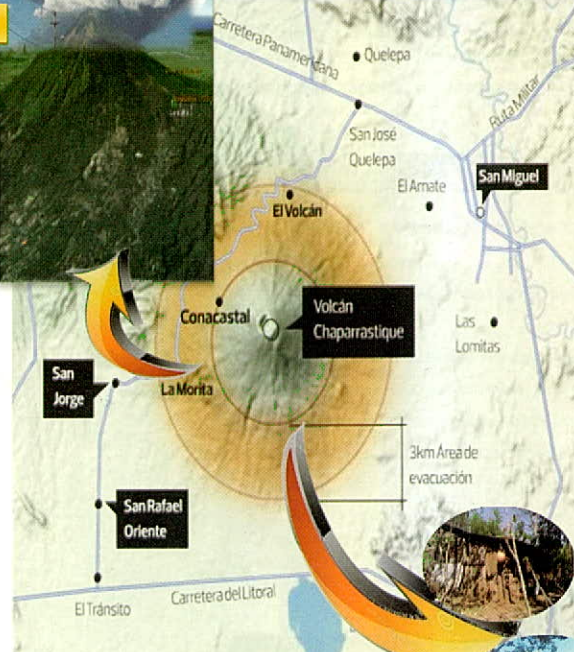 Carretera Panamericana
Quelepa
Ruta Militar
San José
Quelepa
El Amate
San Miguel
El Volcán
Conacastal
Volcán
Chaparrastique
Las
Lomitas
San
Jorge
La Morita
3km Área de
evacuación
San Rafael
Oriente
El Tránsito
Carretera del Litoral